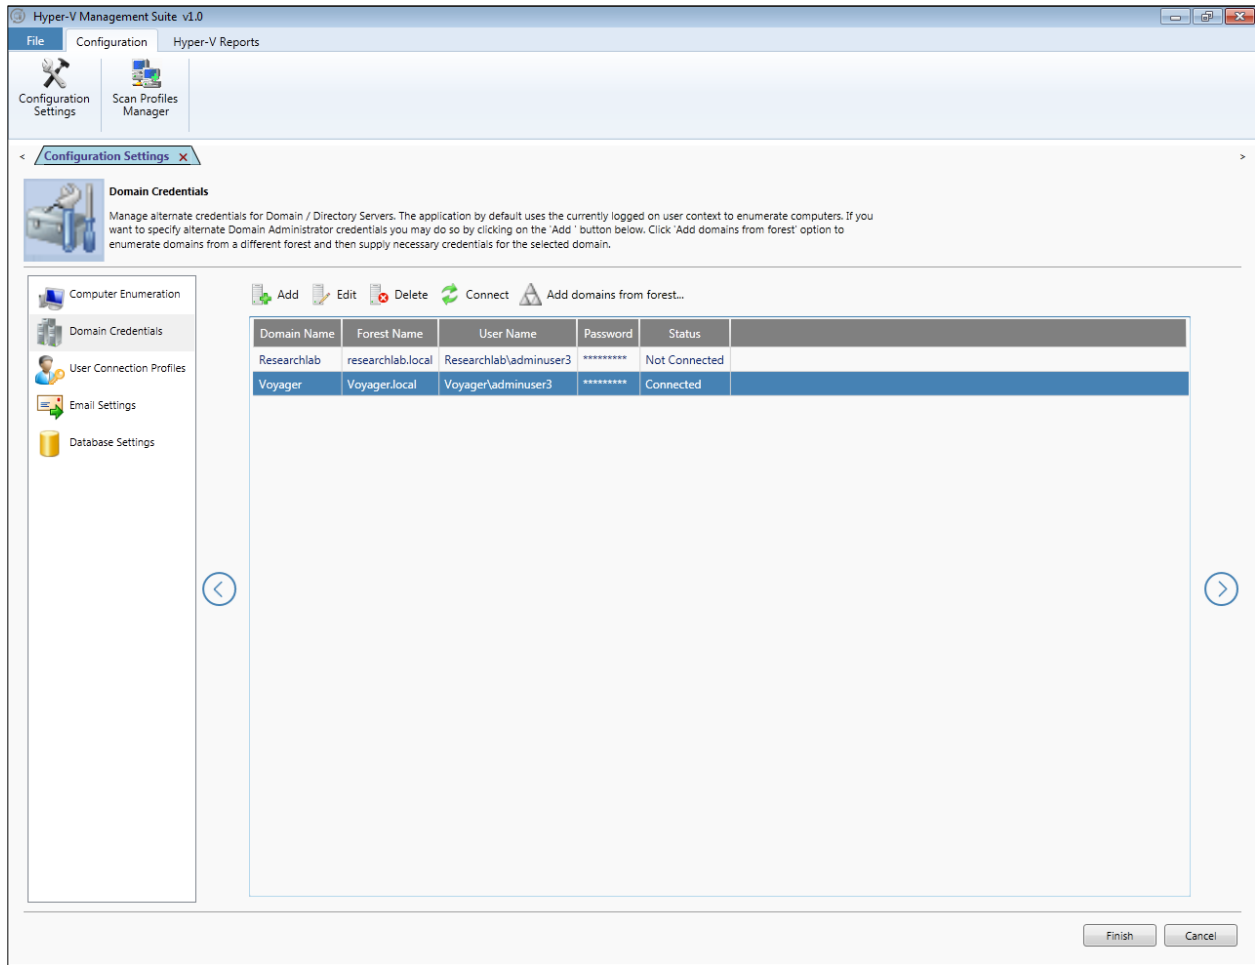 Hyper-V Management Suite v1.0
File Configuration Hyper-V Reports
Configuration Settings
Scan Profiles Manager
< Configuration Settings x >
Domain Credentials
Manage alternate credentials for Domain / Directory Servers. The application by default uses the currently logged on user context to enumerate computers. If you
want to specify alternate Domain Administrator credentials you may do so by clicking on the 'Add ' button below. Click 'Add domains from forest' option to
enumerate domains from a different forest and then supply necessary credentials for the selected domain.
Computer Enumeration
Domain Credentials
User Connection Profiles
Email Settings
Database Settings
Add Edit Delete Connect Add domains from forest...
Domain Name Forest Name User Name Password Status
Researchlab researchlab.local Researchlab\adminuser3 ********* Not Connected
Voyager Voyager.local Voyager\adminuser3 ********* Connected
Finish Cancel